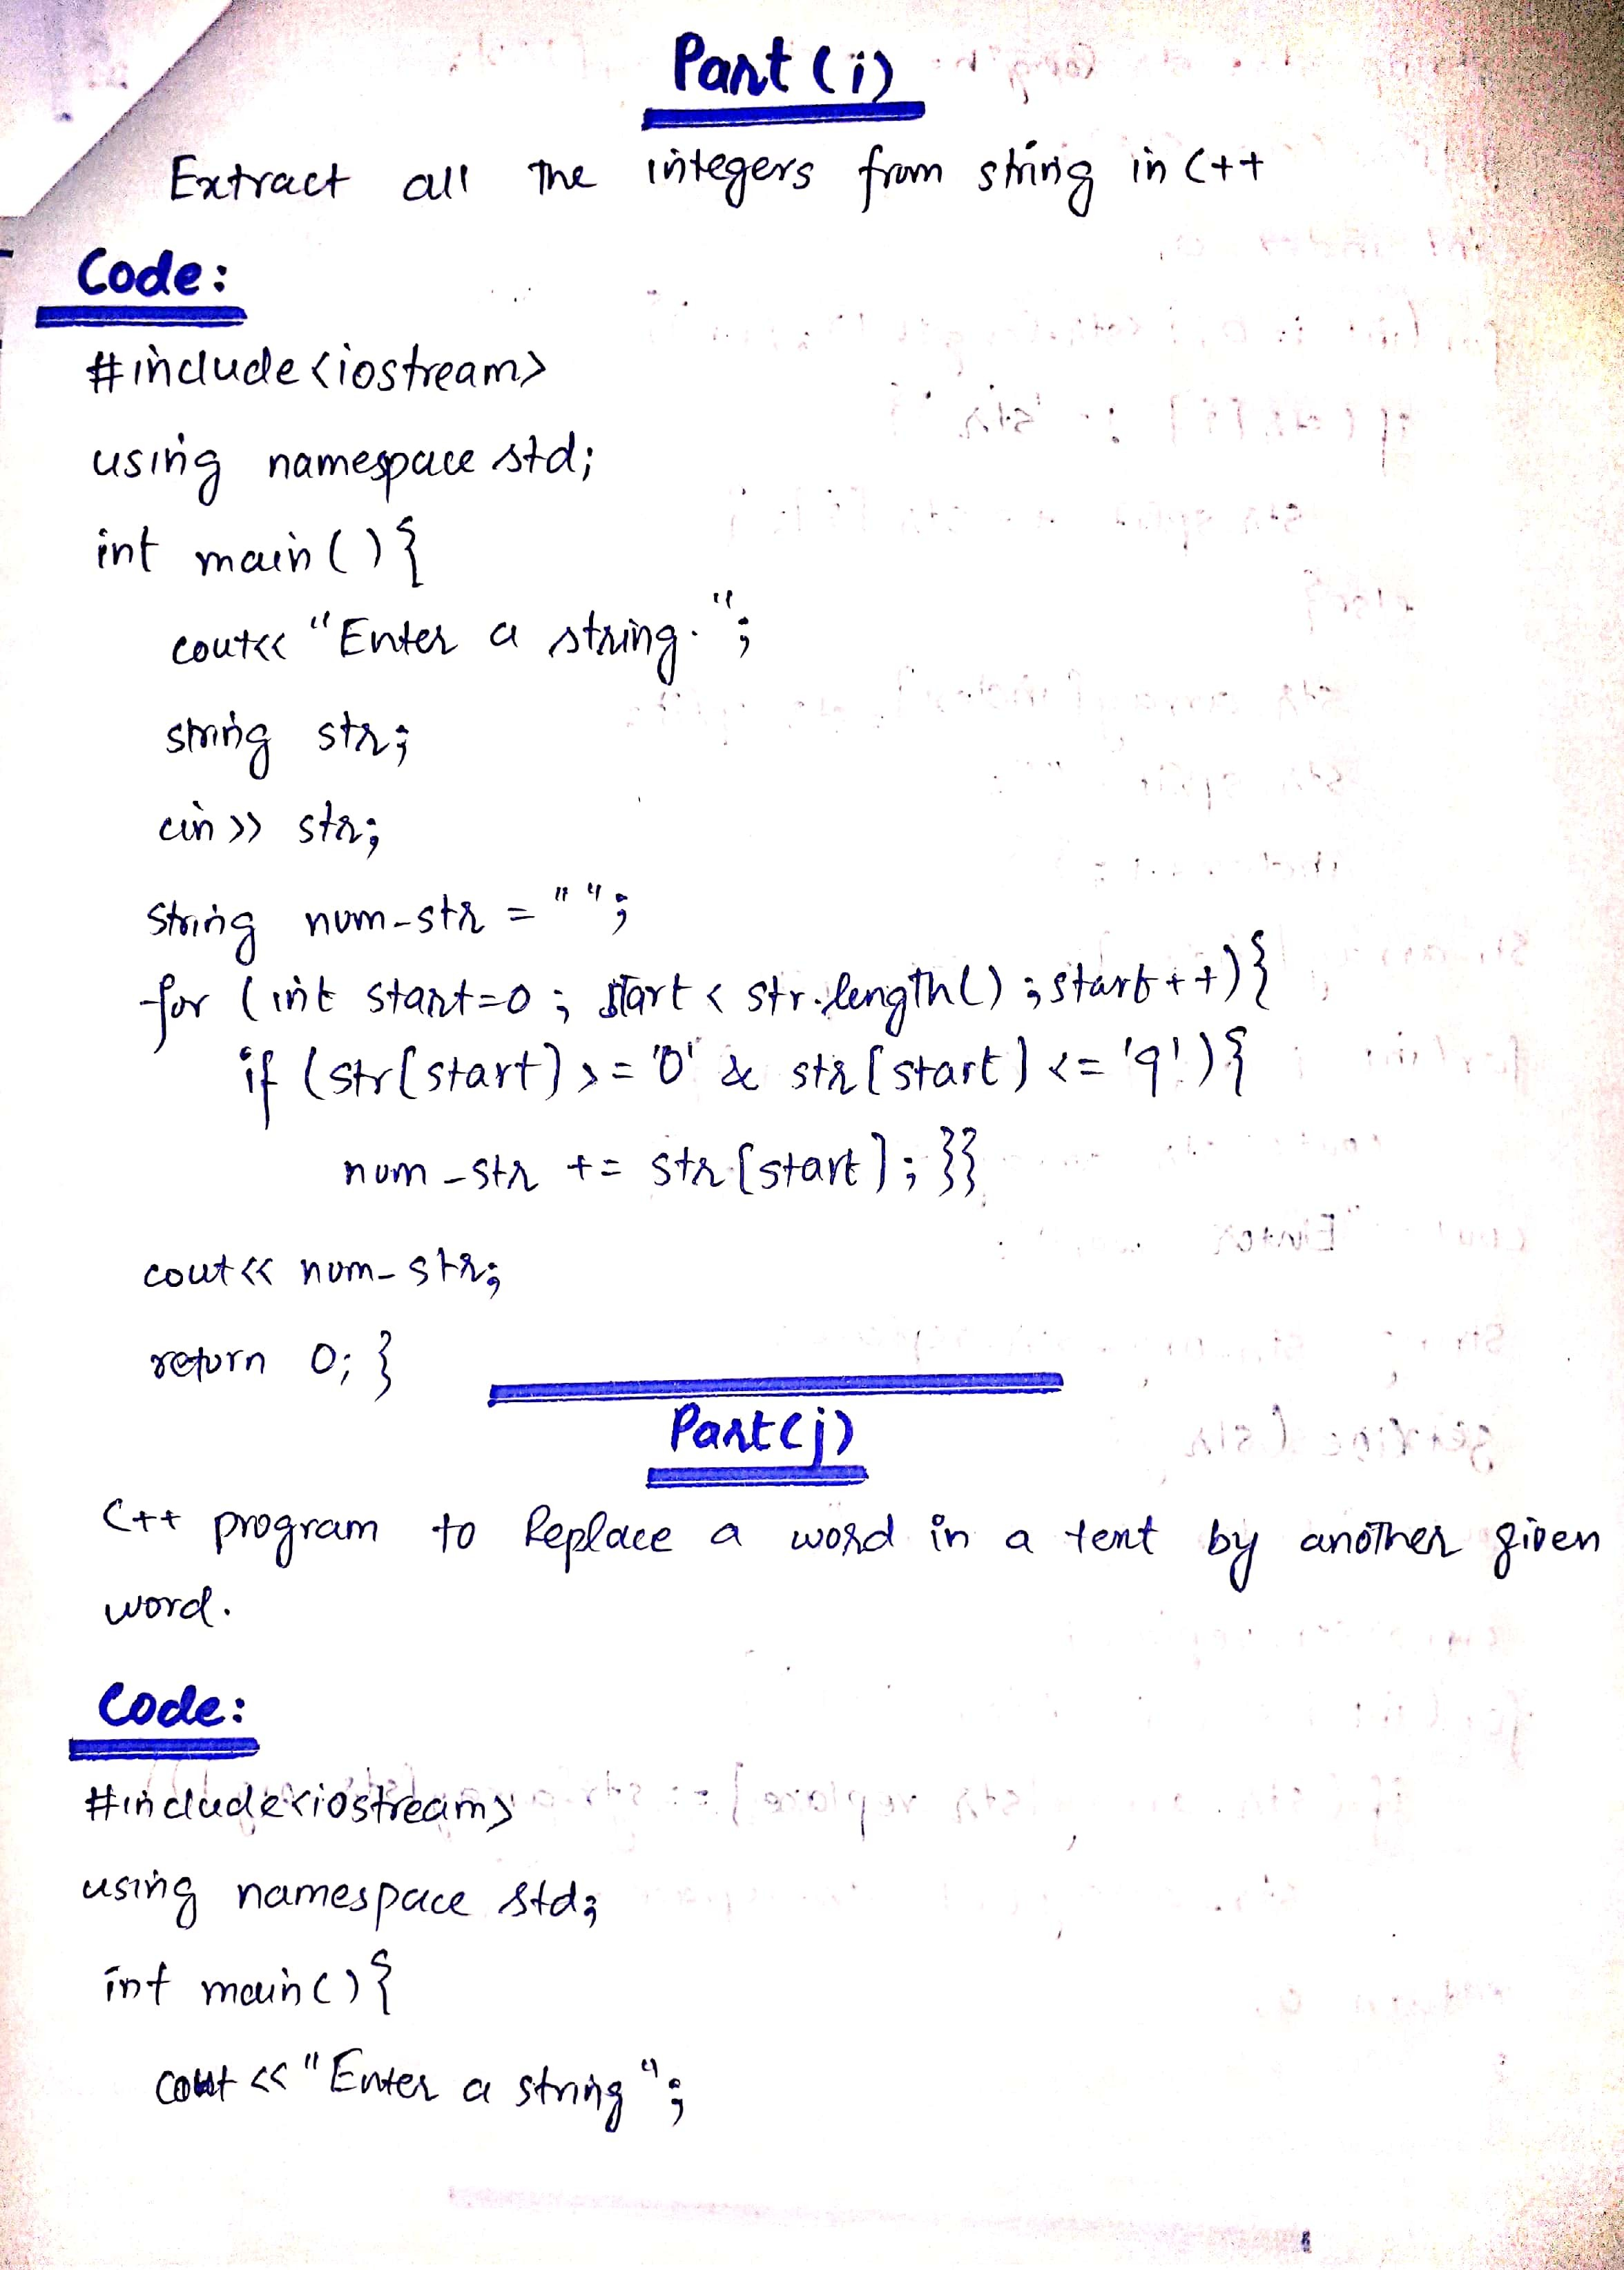 Part (i)
Extract all the integers from string in C++
Code:
#include<iostream>
using namespace std;
int main(){
cout<< "Enter a string.";
string str;
cin>> str;
string num-str = "";
for (int start=0; start < str.length(); start++){
if (str[start]>='0' & str[start]<='9'){
num-str += str[start]; }}
cout<< num-str;
return 0; }
Part(j)
C++ program to Replace a word in a text by another given
word.
Code:
#include<iostream>
using namespace std;
int main(){
cout <<"Enter a string";